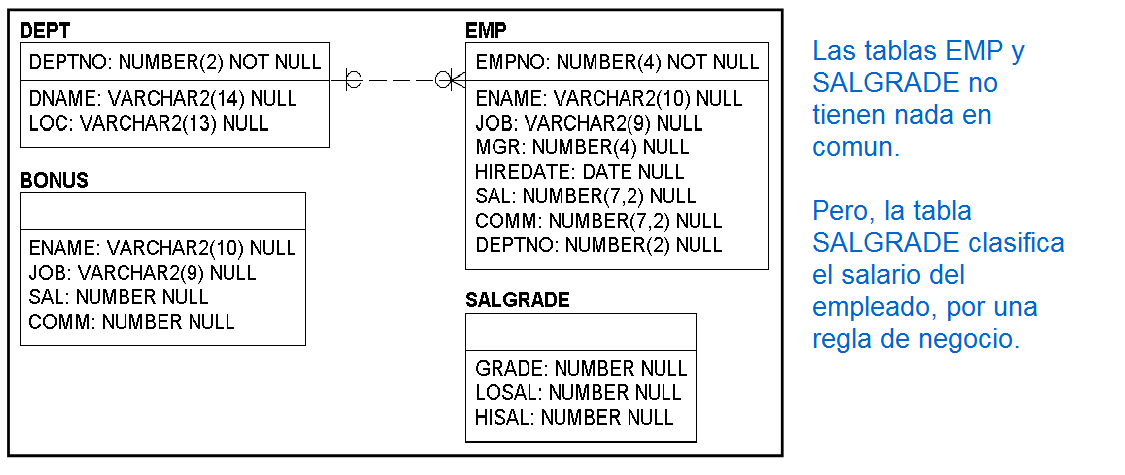 DEPT
DEPTNO: NUMBER(2) NOT NULL
DNAME: VARCHAR2(14) NULL
LOC: VARCHAR2(13) NULL
BONUS
ENAME: VARCHAR2(10) NULL
JOB: VARCHAR2(9) NULL
SAL: NUMBER NULL
COMM: NUMBER NULL
EMP
EMPNO: NUMBER(4) NOT NULL
ENAME: VARCHAR2(10) NULL
JOB: VARCHAR2(9) NULL
MGR: NUMBER(4) NULL
HIREDATE: DATE NULL
SAL: NUMBER(7,2) NULL
COMM: NUMBER(7,2) NULL
DEPTNO: NUMBER(2) NULL
SALGRADE
GRADE: NUMBER NULL
LOSAL: NUMBER NULL
HISAL: NUMBER NULL
Las tablas EMP y
SALGRADE no
tienen nada en
comun.
Pero, la tabla
SALGRADE clasifica
el salario del
empleado, por una
regla de negocio.